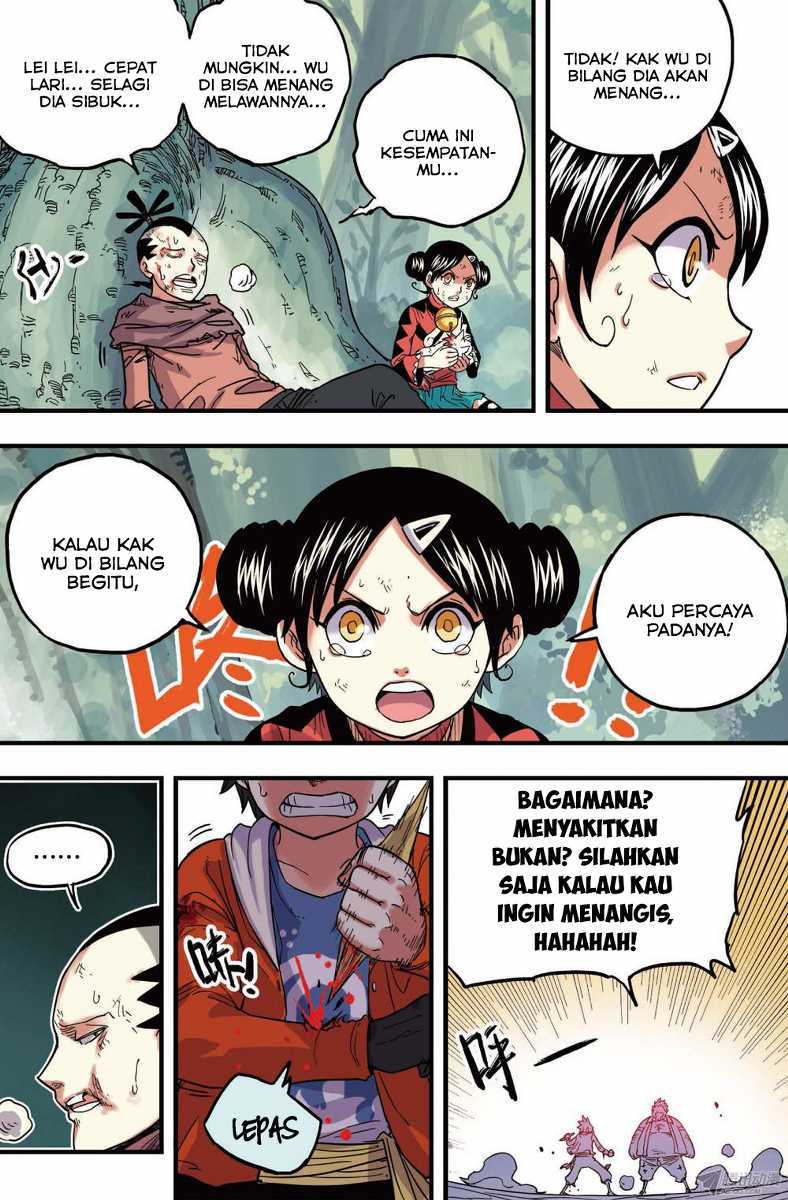 LEI LEI... CEPAT
LARI... SELAGI
DIA SIBUK...
TIDAK
MUNGKIN... WU
DI BISA MENANG
MELAWANNYA...
CUMA INI
KESEMPATAN-
MU...
TIDAK! KAK WU DI
BILANG DIA AKAN
MENANG...
KALAU KAK
WU DI BILANG
BEGITU,
AKU PERCAYA
PADANYA!
......
LEPAS
BAGAIMANA?
MENYAKITKAN
BUKAN? SILAHKAN
SAJA KALAU KAU
INGIN MENANGIS,
HAHAHAH!
呼